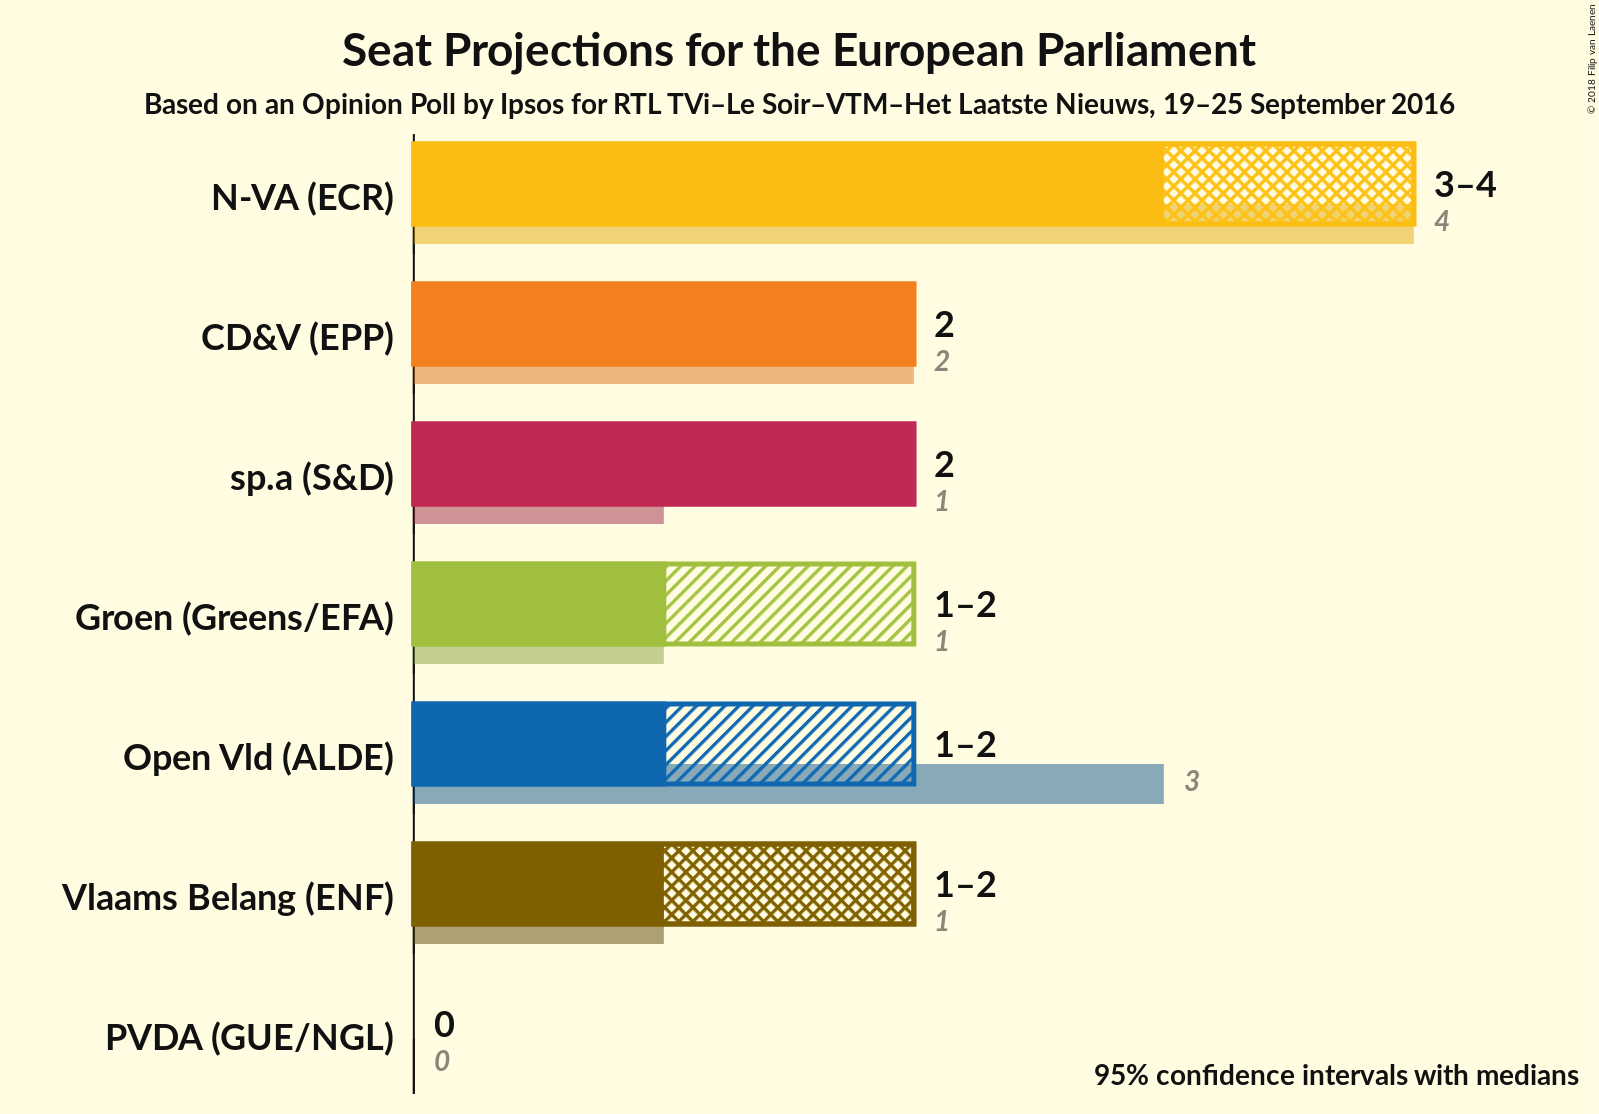 Seat Projections for the European Parliament
Based on an Opinion Poll by Ipsos for RTL TVi–Le Soir–VTM–Het Laatste Nieuws, 19–25 September 2016
© 2018 Filip van Laenen
N-VA (ECR)
3–4
4
CD&V (EPP)
2
2
sp.a (S&D)
2
1
Groen (Greens/EFA)
1–2
1
Open Vld (ALDE)
1–2
3
Vlaams Belang (ENF)
1–2
1
PVDA (GUE/NGL)
0
0
95% confidence intervals with medians